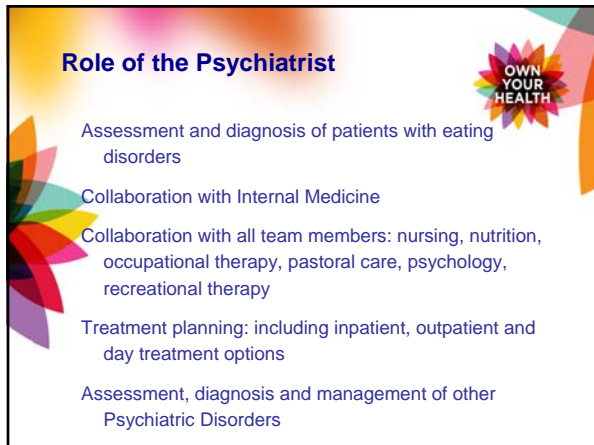 Role of the Psychiatrist
OWN
YOUR
HEALTH
Assessment and diagnosis of patients with eating
disorders
Collaboration with Internal Medicine
Collaboration with all team members: nursing, nutrition,
occupational therapy, pastoral care, psychology,
recreational therapy
Treatment planning: including inpatient, outpatient and
day treatment options
Assessment, diagnosis and management of other
Psychiatric Disorders